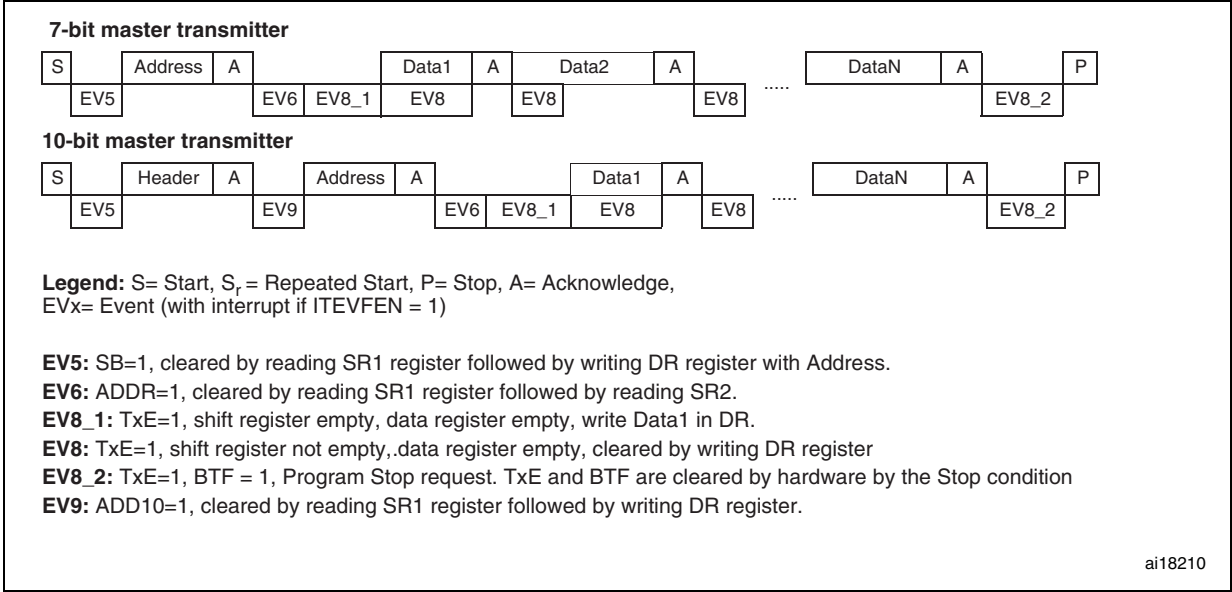 7-bit master transmitter
S Address A Data1 A Data2 A ..... DataN A P
EV5 EV6 EV8_1 EV8 EV8 EV8 EV8_2
10-bit master transmitter
S Header A Address A Data1 A ..... DataN A P
EV5 EV9 EV6 EV8_1 EV8 EV8 EV8_2
Legend: S= Start, Sr = Repeated Start, P= Stop, A= Acknowledge,
EVx= Event (with interrupt if ITEVFEN = 1)
EV5: SB=1, cleared by reading SR1 register followed by writing DR register with Address.
EV6: ADDR=1, cleared by reading SR1 register followed by reading SR2.
EV8_1: TxE=1, shift register empty, data register empty, write Data1 in DR.
EV8: TxE=1, shift register not empty,.data register empty, cleared by writing DR register
EV8_2: TxE=1, BTF = 1, Program Stop request. TxE and BTF are cleared by hardware by the Stop condition
EV9: ADD10=1, cleared by reading SR1 register followed by writing DR register.
ai18210